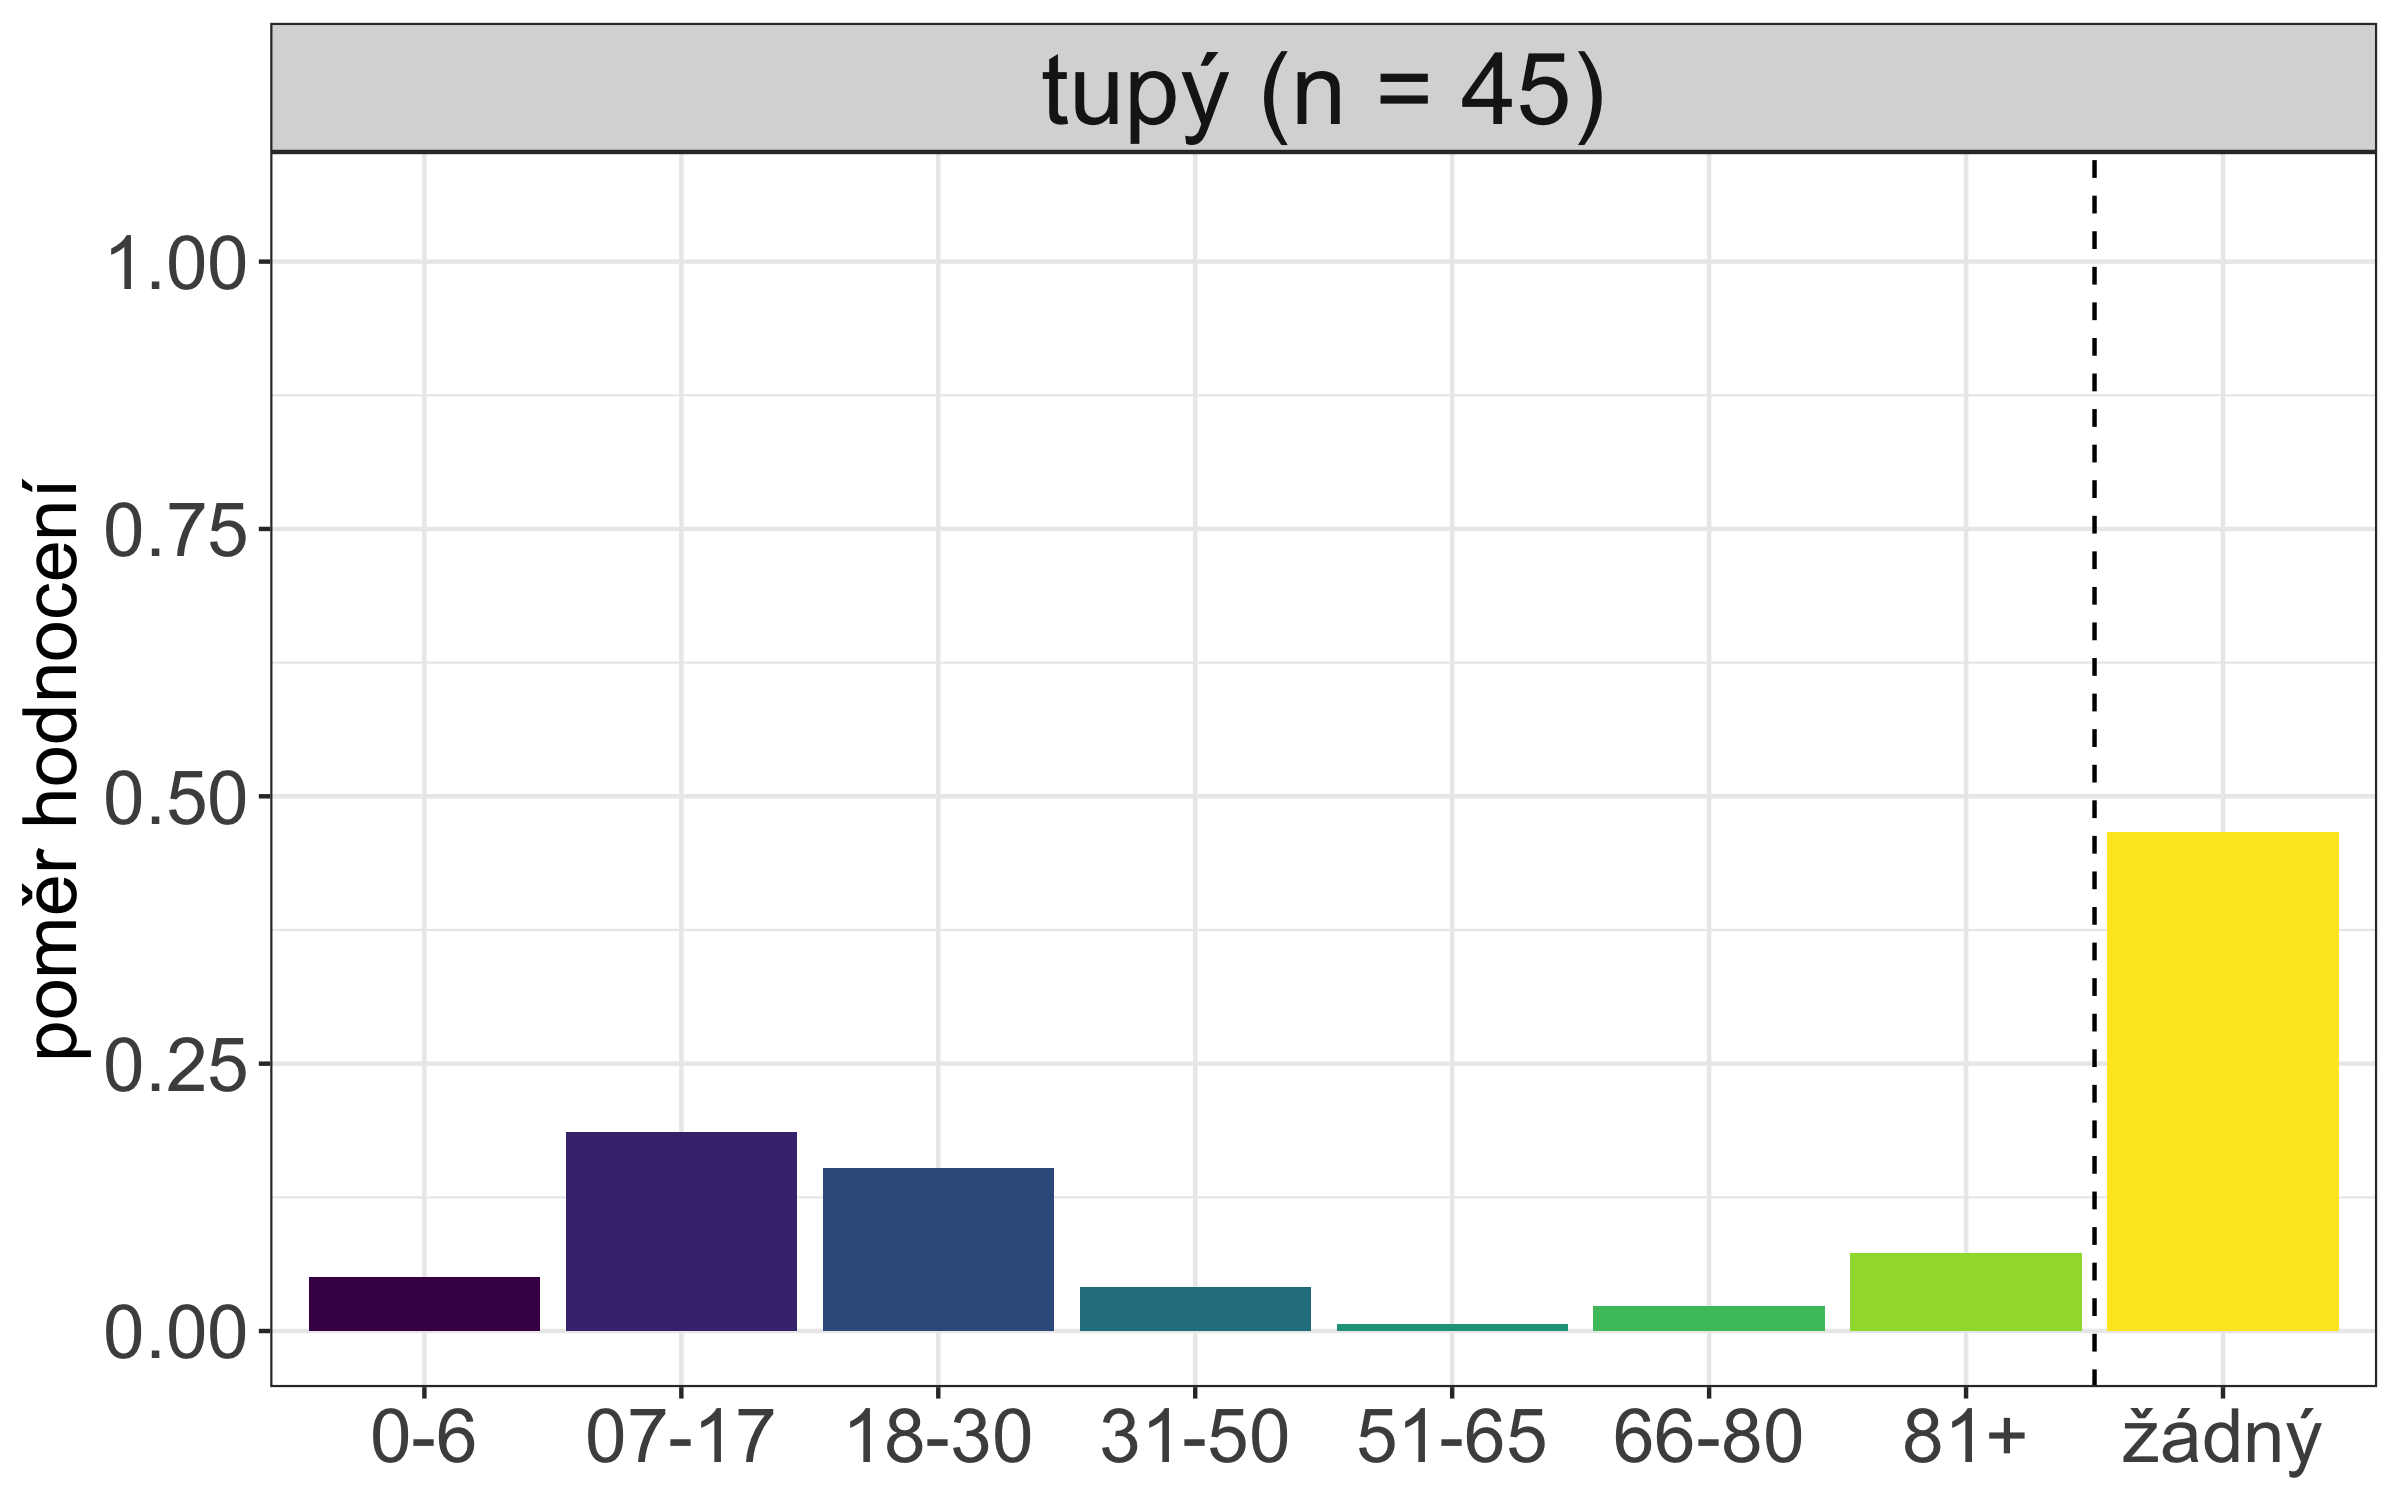 tupý (n = 45)
poměr hodnocení
1.00
0.75
0.50
0.25
0.00
0-6 07-17 18-30 31-50 51-65 66-80 81+ žádný